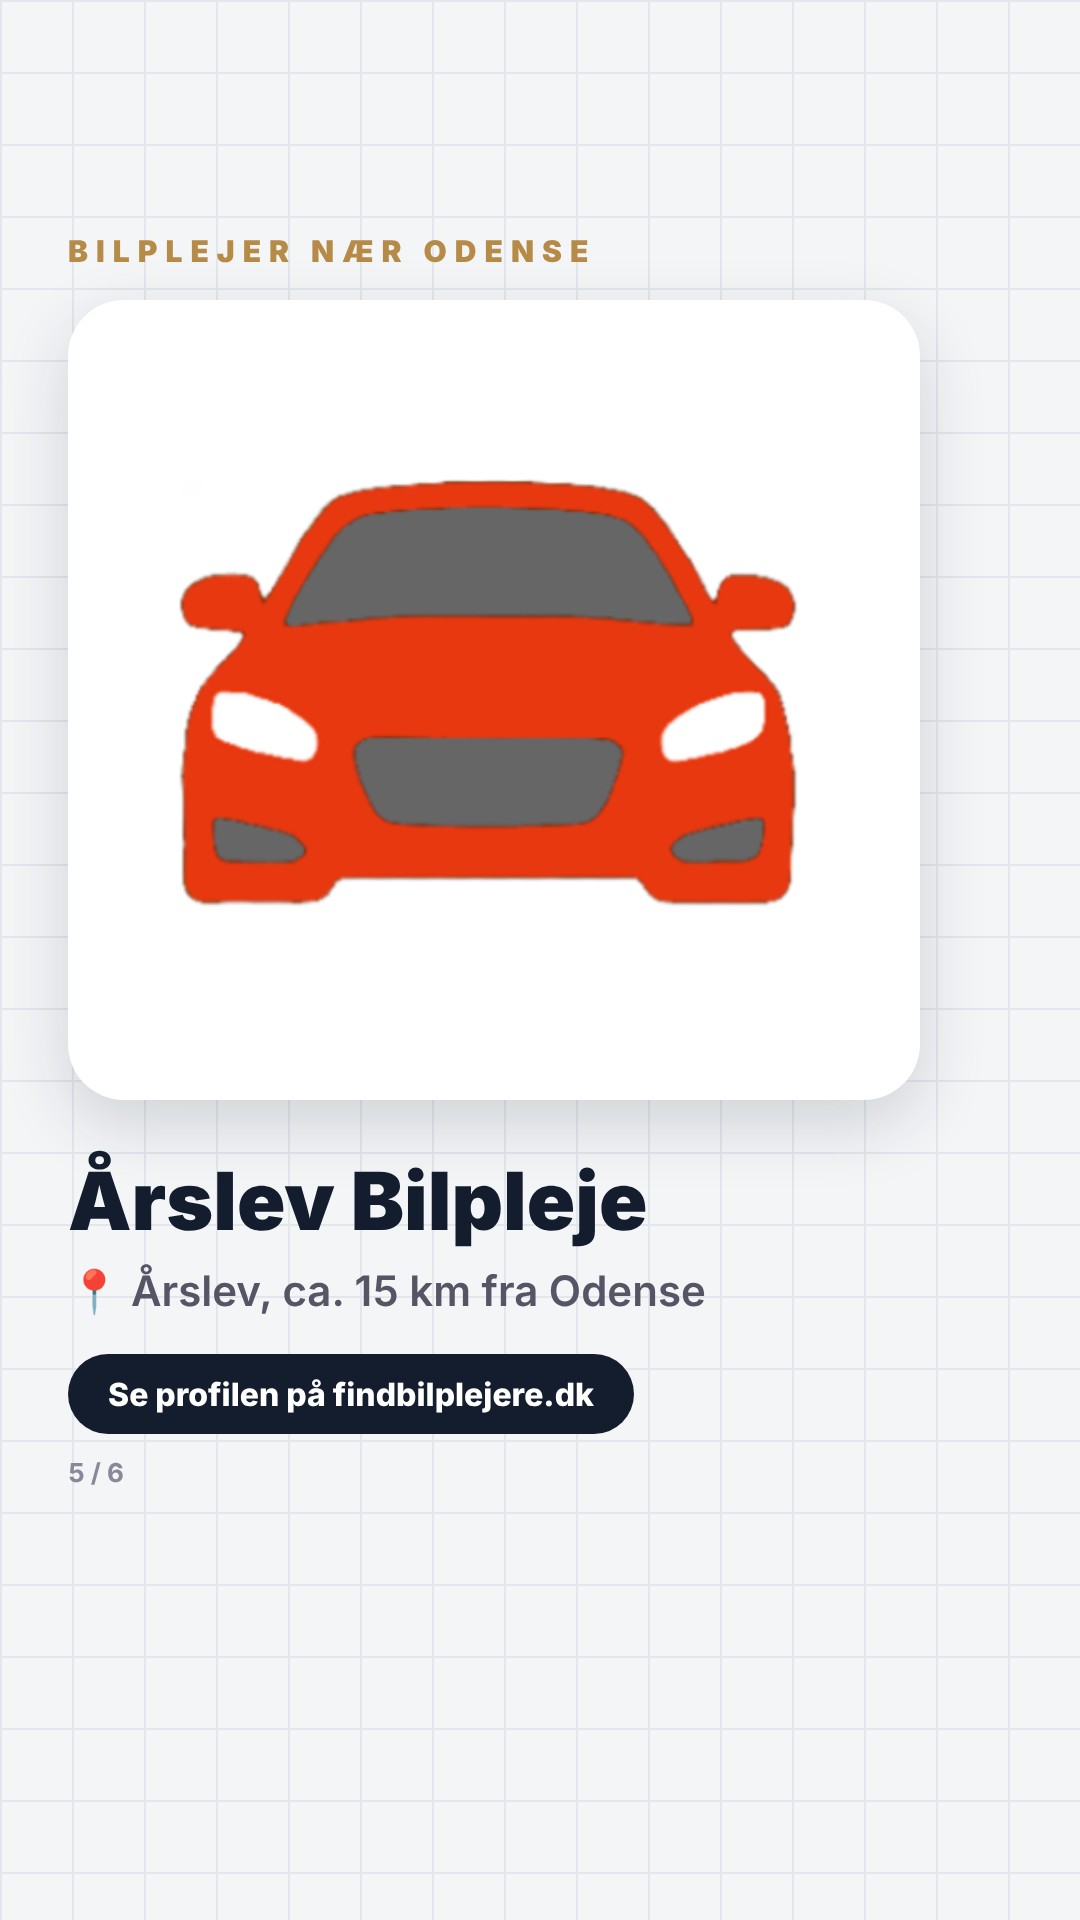 BILPLEJER NÆR ODENSE
Årslev Bilpleje
📍 Årslev, ca. 15 km fra Odense
Se profilen på findbilplejere.dk
5 / 6